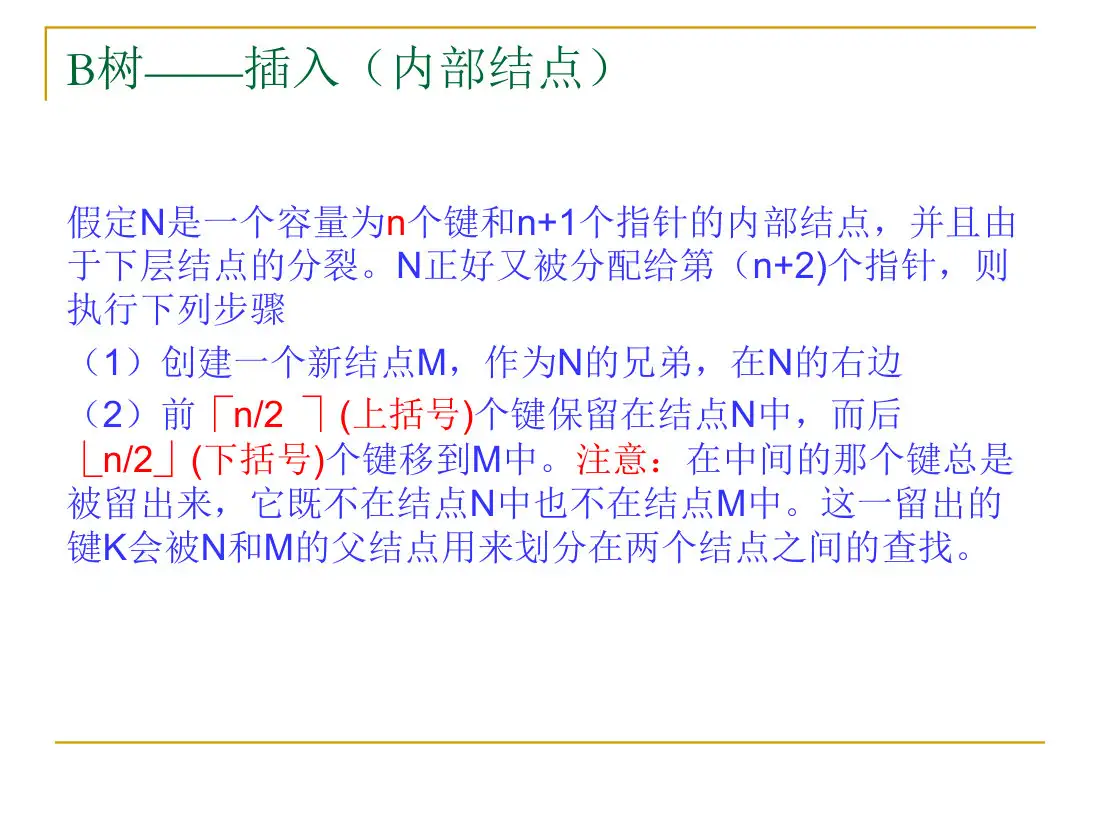 B树——插入（内部结点）
假定N是一个容量为n个键和n+1个指针的内部结点，并且由
于下层结点的分裂。N正好又被分配给第（n+2)个指针，则
执行下列步骤
（1）创建一个新结点M，作为N的兄弟，在N的右边
（2）前⌈n/2 ⌉ (上括号)个键保留在结点N中，而后
⌊n/2⌋ (下括号)个键移到M中。注意：在中间的那个键总是
被留出来，它既不在结点N中也不在结点M中。这一留出的
键K会被N和M的父结点用来划分在两个结点之间的查找。